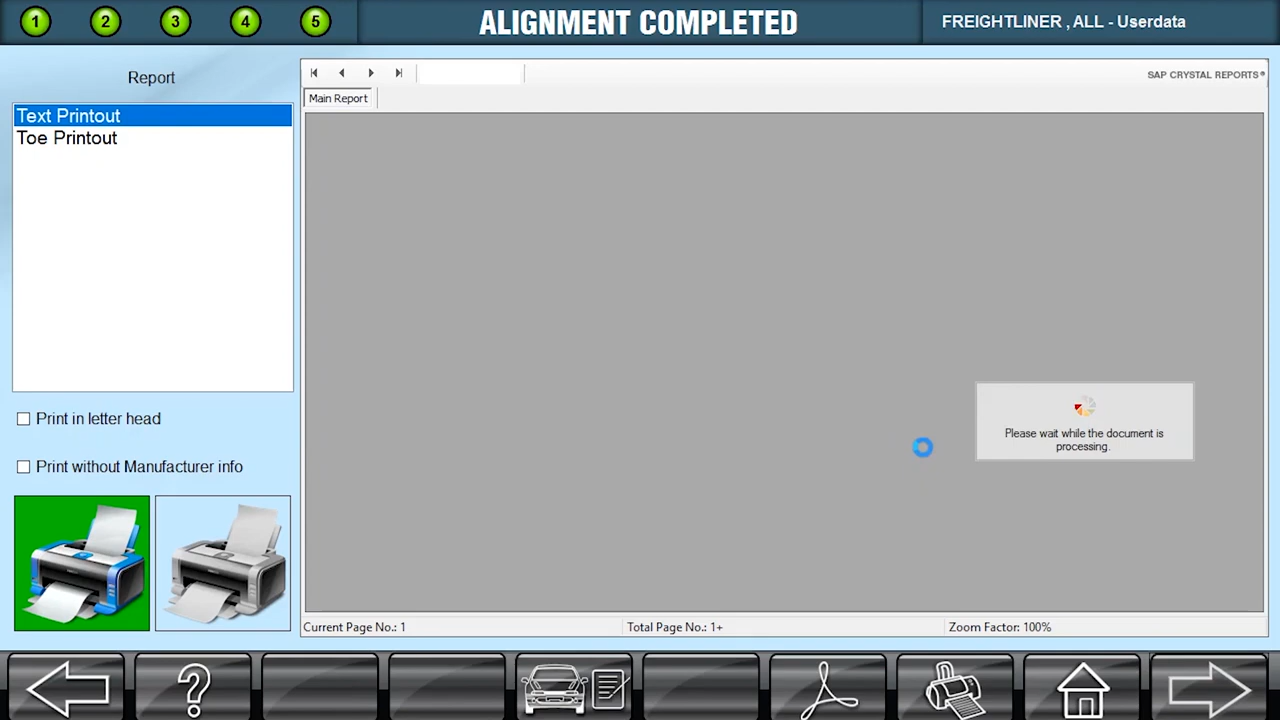 1 2 3 4 5
ALIGNMENT COMPLETED
FREIGHTLINER , ALL - Userdata
Report
Text Printout
Toe Printout
Print in letter head
Print without Manufacturer info
SAP CRYSTAL REPORTS®
Main Report
Please wait while the document is
processing.
Current Page No.: 1
Total Page No.: 1+
Zoom Factor: 100%
?